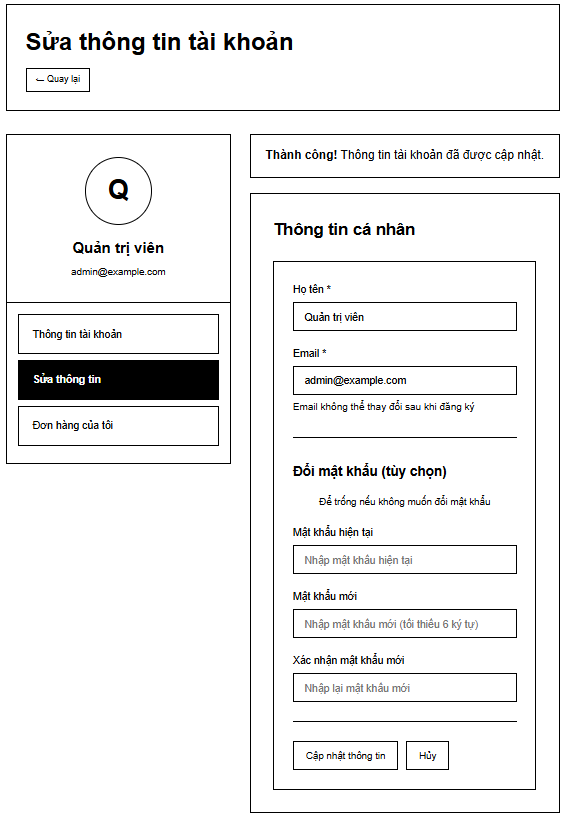 Sửa thông tin tài khoản
← Quay lại
Q
Quản trị viên
admin@example.com
Thông tin tài khoản
Sửa thông tin
Đơn hàng của tôi
Thành công! Thông tin tài khoản đã được cập nhật.
Thông tin cá nhân
Họ tên *
Quản trị viên
Email *
admin@example.com
Email không thể thay đổi sau khi đăng ký
Đổi mật khẩu (tùy chọn)
Để trống nếu không muốn đổi mật khẩu
Mật khẩu hiện tại
Nhập mật khẩu hiện tại
Mật khẩu mới
Nhập mật khẩu mới (tối thiểu 6 ký tự)
Xác nhận mật khẩu mới
Nhập lại mật khẩu mới
Cập nhật thông tin
Hủy